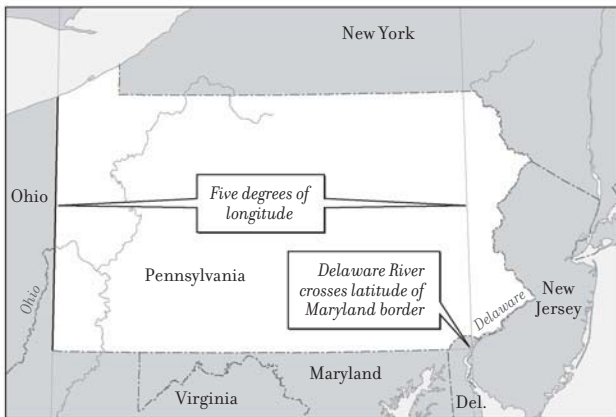 New York
Ohio
Five degrees of
longitude
Pennsylvania
Delaware River
crosses latitude of
Maryland border
Ohio
Delaware
New
Jersey
Maryland
Virginia
Del.